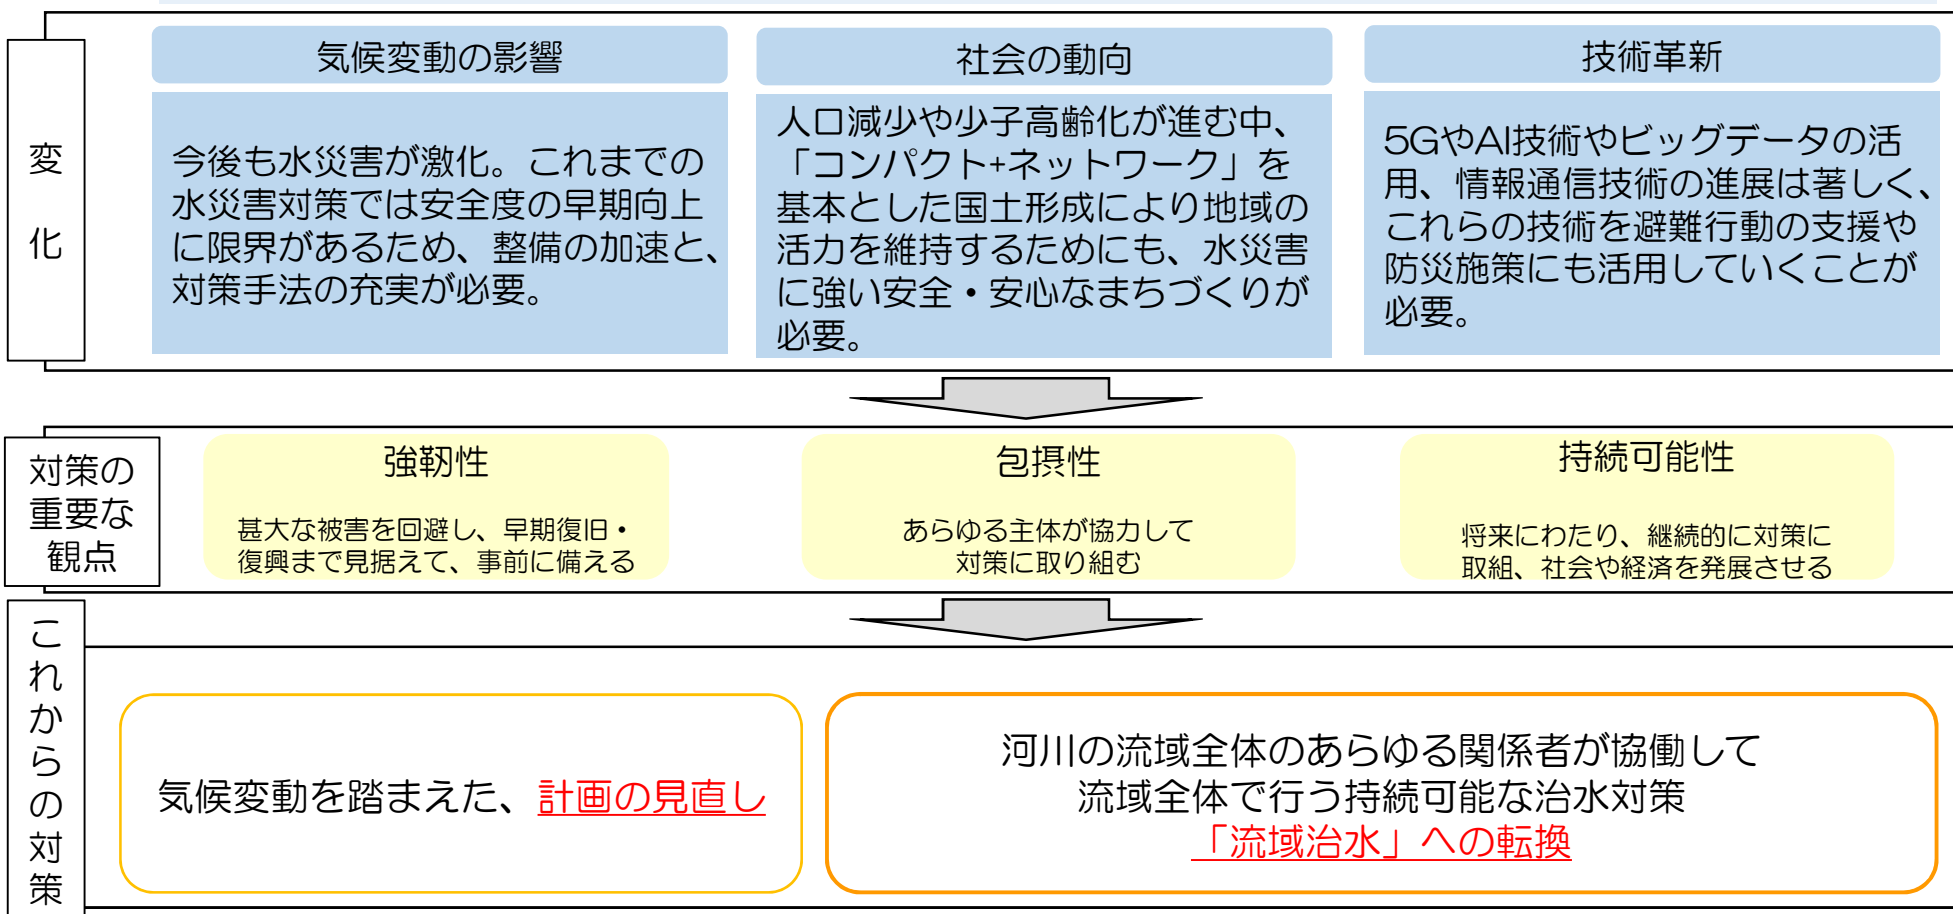 変化
気候変動の影響
今後も水災害が激化。これまでの
水災害対策では安全度の早期向上
に限界があるため、整備の加速と、
対策手法の充実が必要。
社会の動向
人口減少や少子高齢化が進む中、
「コンパクト+ネットワーク」を
基本とした国土形成により地域の
活力を維持するためにも、水災害
に強い安全・安心なまちづくりが
必要。
技術革新
5GやAI技術やビッグデータの活
用、情報通信技術の進展は著しく、
これらの技術を避難行動の支援や
防災施策にも活用していくことが
必要。
対策の
重要な
観点
強靭性
甚大な被害を回避し、早期復旧・
復興まで見据えて、事前に備える
包摂性
あらゆる主体が協力して
対策に取り組む
持続可能性
将来にわたり、継続的に対策に
取組、社会や経済を発展させる
これからの対策
気候変動を踏まえた、計画の見直し
河川の流域全体のあらゆる関係者が協働して
流域全体で行う持続可能な治水対策
「流域治水」への転換